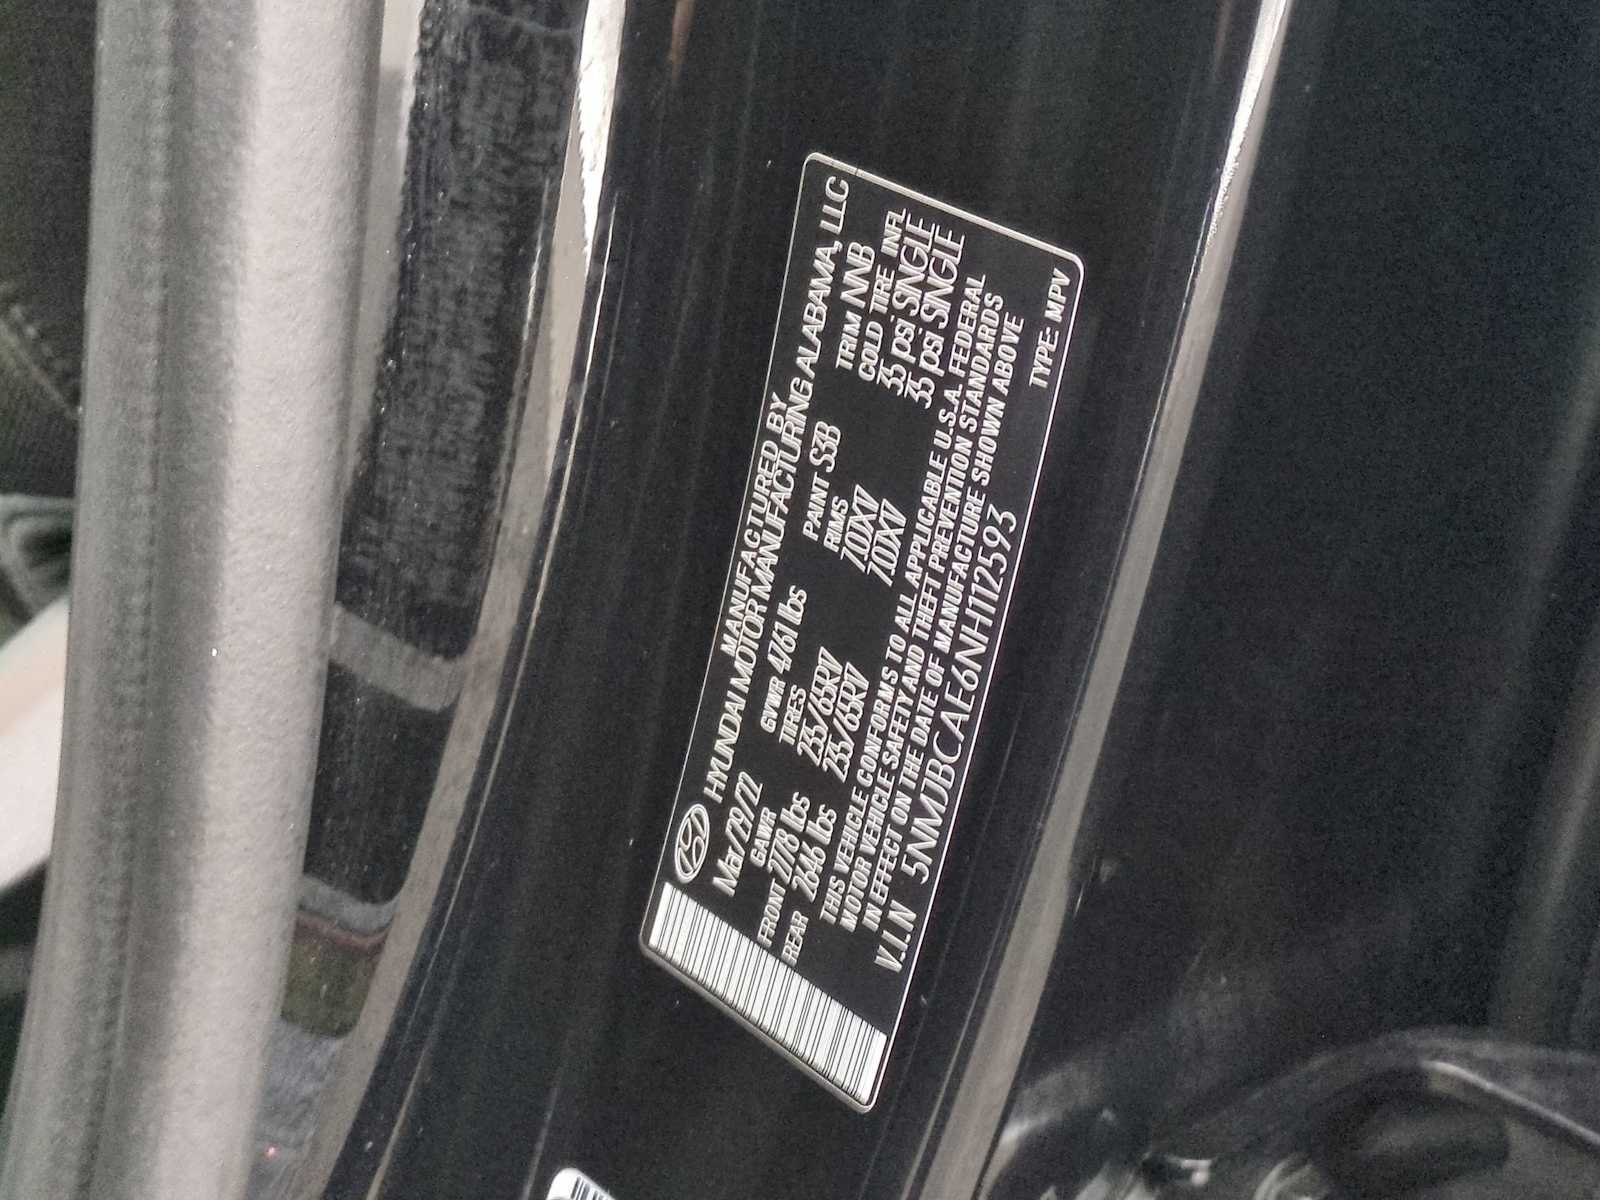 MANUFACTURED BY
HYUNDAI MOTOR MANUFACTURING ALABAMA, LLC
Mar/29/22 GVWR 4761 lbs PAINT S3B TRIM NNB
GAWR TIRES RIMS COLD TIRE INFL
FRONT 2778 lbs 235/65R17 7.0X17 35 psi SINGLE
REAR 2646 lbs 235/65R17 7.0X17 35 psi SINGLE
THIS VEHICLE CONFORMS TO ALL APPLICABLE U.S.A. FEDERAL
MOTOR VEHICLE SAFETY AND THEFT PREVENTION STANDARDS
IN EFFECT ON THE DATE OF MANUFACTURE SHOWN ABOVE
V.I.N 5NMJBCAE6NH112593 TYPE: MPV